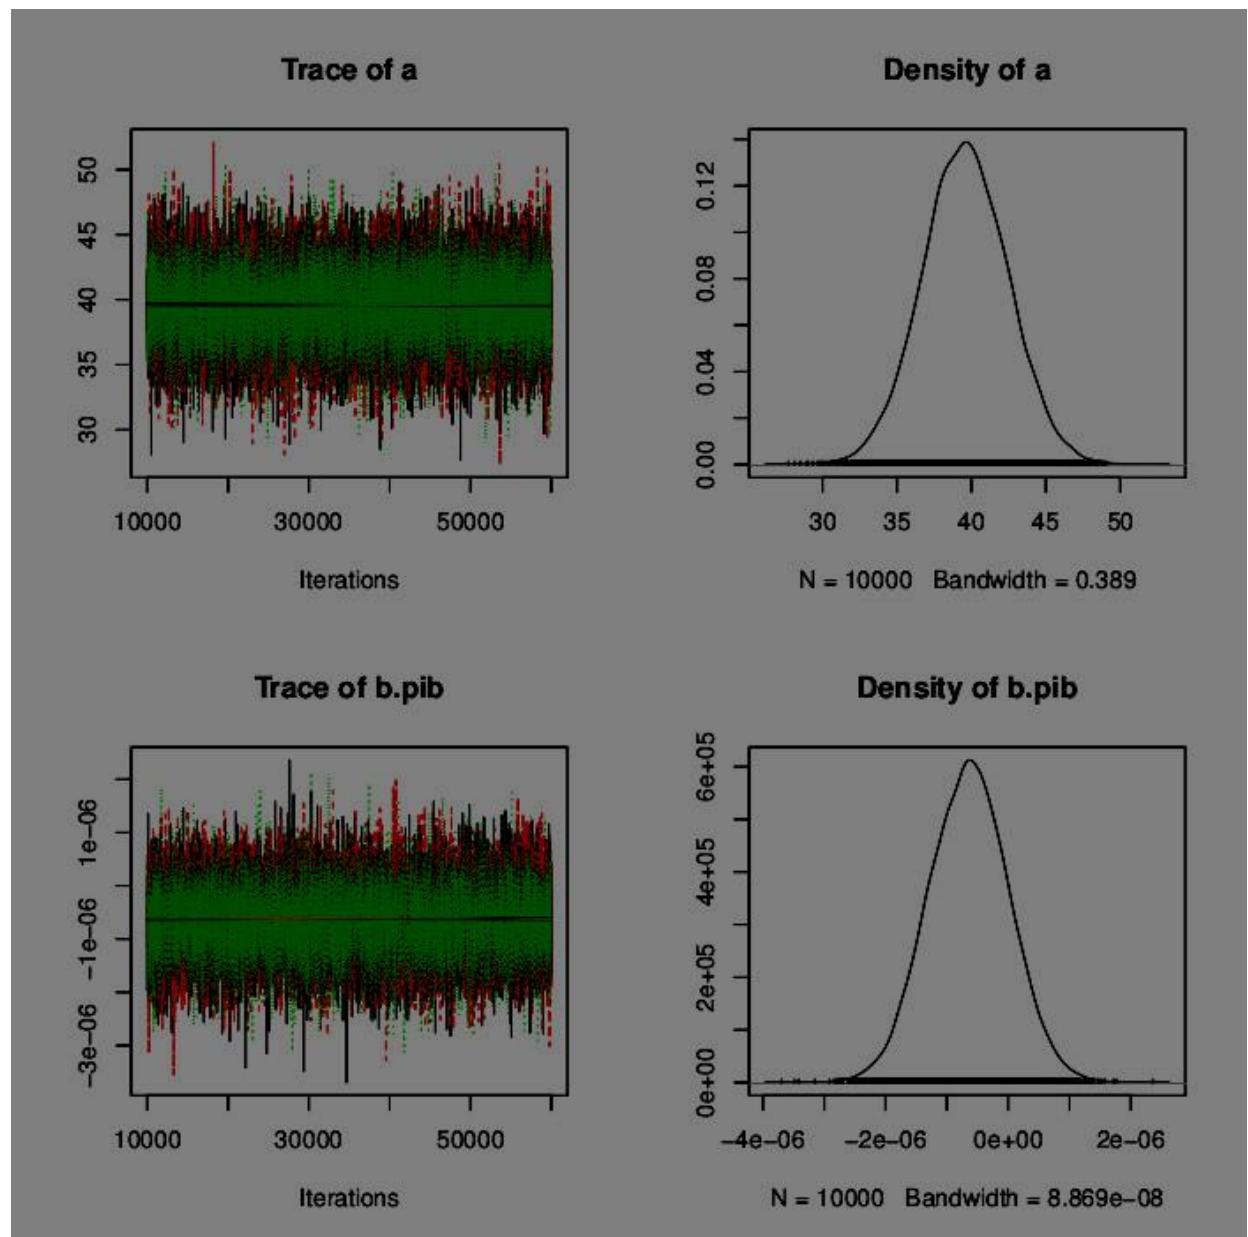 Trace of a
Density of a
50
45
40
35
30
10000 30000 50000
Iterations
0.12
0.08
0.04
0.00
30 35 40 45 50
N = 10000 Bandwidth = 0.389
Trace of b.pib
Density of b.pib
1e−06
−1e−06
−3e−06
10000 30000 50000
Iterations
6e+05
4e+05
2e+05
0e+00
−4e−06 −2e−06 0e+00 2e−06
N = 10000 Bandwidth = 8.869e−08